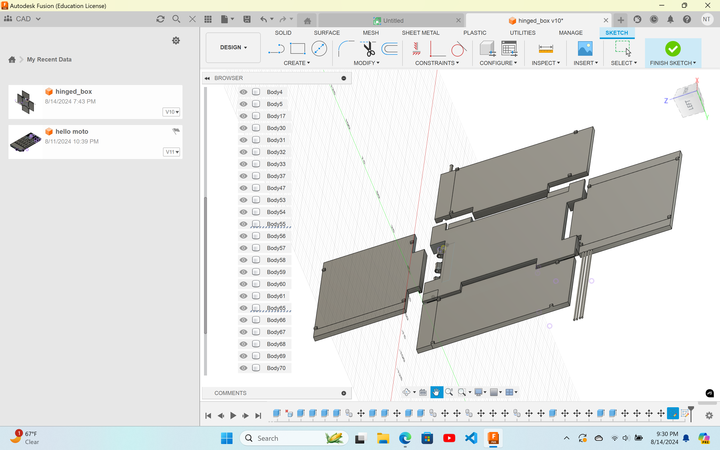 Autodesk Fusion (Education License)
CAD
Untitled
hinged_box v10*
NT
My Recent Data
hinged_box
8/14/2024 7:43 PM
V10
hello moto
8/11/2024 10:39 PM
V11
DESIGN
SOLID SURFACE MESH SHEET METAL PLASTIC UTILITIES MANAGE SKETCH
CREATE MODIFY CONSTRAINTS CONFIGURE INSPECT INSERT SELECT FINISH SKETCH
BROWSER
Z
LEFT
Body4
Body5
Body17
Body30
Body31
Body32
Body33
Body37
Body47
Body53
Body54
Body55
Body56
Body57
Body58
Body59
Body60
Body61
Body65
Body66
Body67
Body68
Body69
Body70
COMMENTS
1
67°F
Clear
Search
9:30 PM
8/14/2024